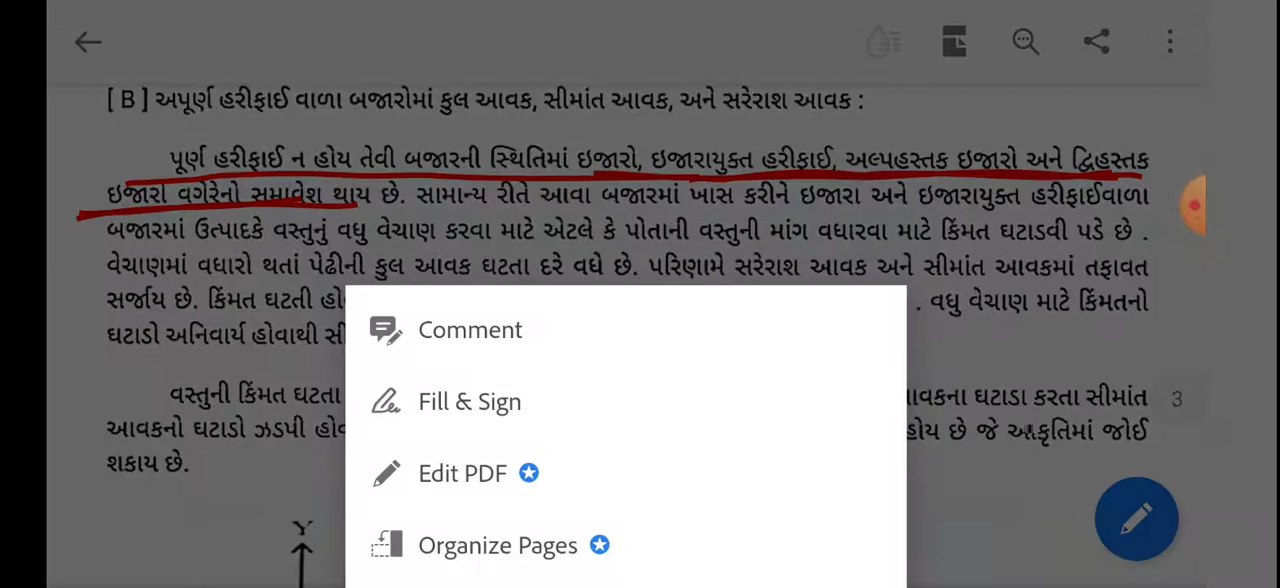 [ B ] અપૂર્ણ હરીફાઈ વાળા બજારોમાં કુલ આવક, સીમાંત આવક, અને સરેરાશ આવક :
પૂર્ણ હરીફાઈ ન હોય તેવી બજારની સ્થિતિમાં ઇજારો, ઇજારાયુક્ત હરીફાઈ, અલ્પહસ્તક ઇજારો અને દ્વિહસ્તક
ઇજારો વગેરેનો સમાવેશ થાય છે. સામાન્ય રીતે આવા બજારમાં ખાસ કરીને ઇજારા અને ઇજારાયુક્ત હરીફાઈવાળા
બજારમાં ઉત્પાદકે વસ્તુનું વધુ વેચાણ કરવા માટે એટલે કે પોતાની વસ્તુની માંગ વધારવા માટે કિંમત ઘટાડવી પડે છે .
વેચાણમાં વધારો થતાં પેઢીની કુલ આવક ઘટતા દરે વધે છે. પરિણામે સરેરાશ આવક અને સીમાંત આવકમાં તફાવત
સર્જાય છે. કિંમત ઘટતી . વધુ વેચાણ માટે કિંમતનો
ઘટાડો અનિવાર્ય હોવાથી
વસ્તુની કિંમત ઘટતા ઘટાડા કરતા સીમાંત
આવકનો ઘટાડો ઝડપી હોય છે જે આકૃતિમાં જોઈ
શકાય છે.
Y
3
Comment
Fill & Sign
Edit PDF
Organize Pages